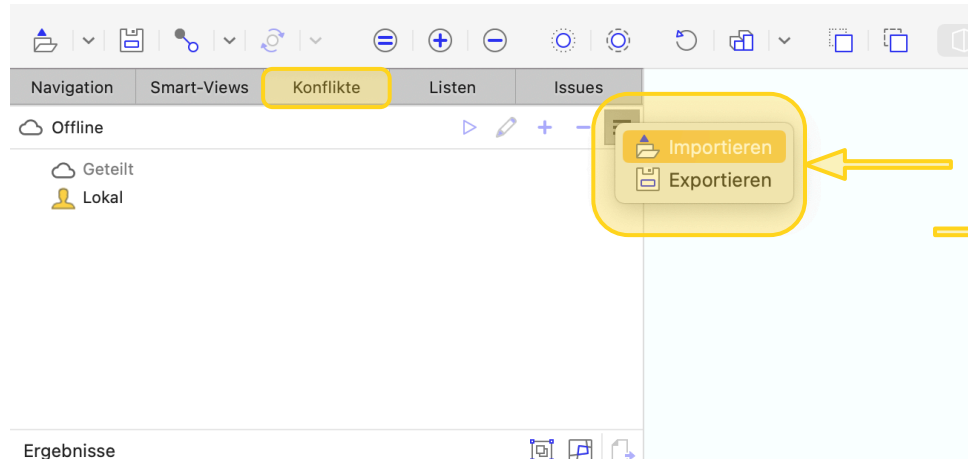 Navigation Smart-Views Konflikte Listen Issues
Offline
Geteilt
Lokal
Importieren
Exportieren
Ergebnisse